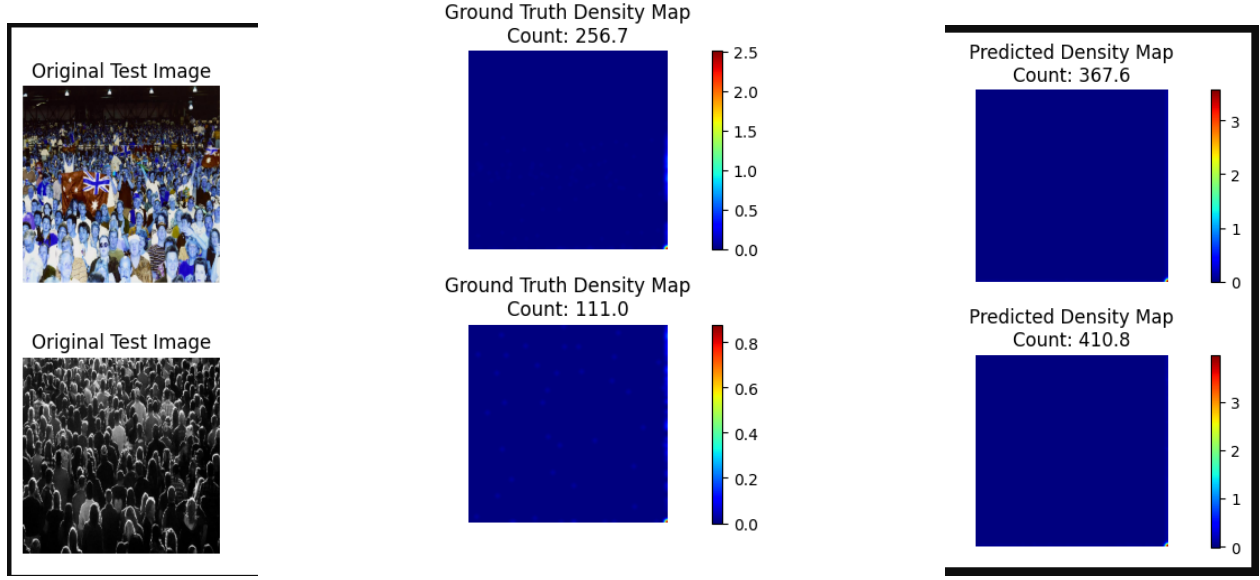 Original Test Image
Ground Truth Density Map
Count: 256.7
2.5
2.0
1.5
1.0
0.5
0.0
Predicted Density Map
Count: 367.6
3
2
1
0
Original Test Image
Ground Truth Density Map
Count: 111.0
0.8
0.6
0.4
0.2
0.0
Predicted Density Map
Count: 410.8
3
2
1
0